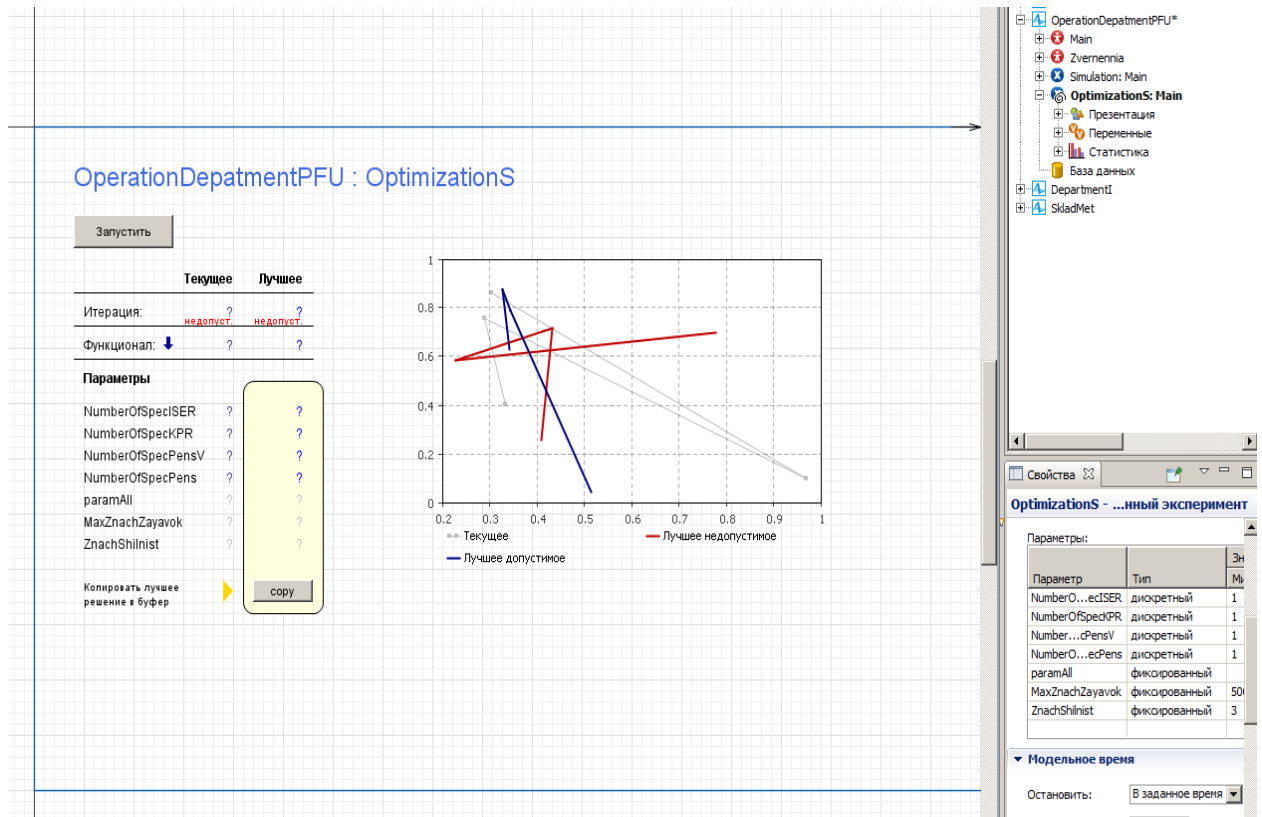 OperationDepatmentPFU : OptimizationS
Запустить
Текущее Лучшее
Итерация: ? ?
недопуст. недопуст.
Функционал: ? ?
Параметры
NumberOfSpecISER ? ?
NumberOfSpecKPR ? ?
NumberOfSpecPensV ? ?
NumberOfSpecPens ? ?
paramAll ? ?
MaxZnachZayavok ? ?
ZnachShilnist ? ?
Копировать лучшее
решение в буфер
copy
1
0.8
0.6
0.4
0.2
0
0.2 0.3 0.4 0.5 0.6 0.7 0.8 0.9 1
Текущее Лучшее недопустимое
Лучшее допустимое
OperationDepatmentPFU*
Main
Zvernennia
Simulation: Main
OptimizationS: Main
Презентация
Переменные
Статистика
База данных
DepartmentI
SkladMet
Свойства
OptimizationS - ...нный эксперимент
Параметры:
Зн
Параметр Тип Ми
NumberO...ecISER дискретный 1
NumberOfSpecKPR дискретный 1
Number...cPensV дискретный 1
NumberO...ecPens дискретный 1
paramAll фиксированный
MaxZnachZayavok фиксированный 500
ZnachShilnist фиксированный 3
Модельное время
Остановить: В заданное время